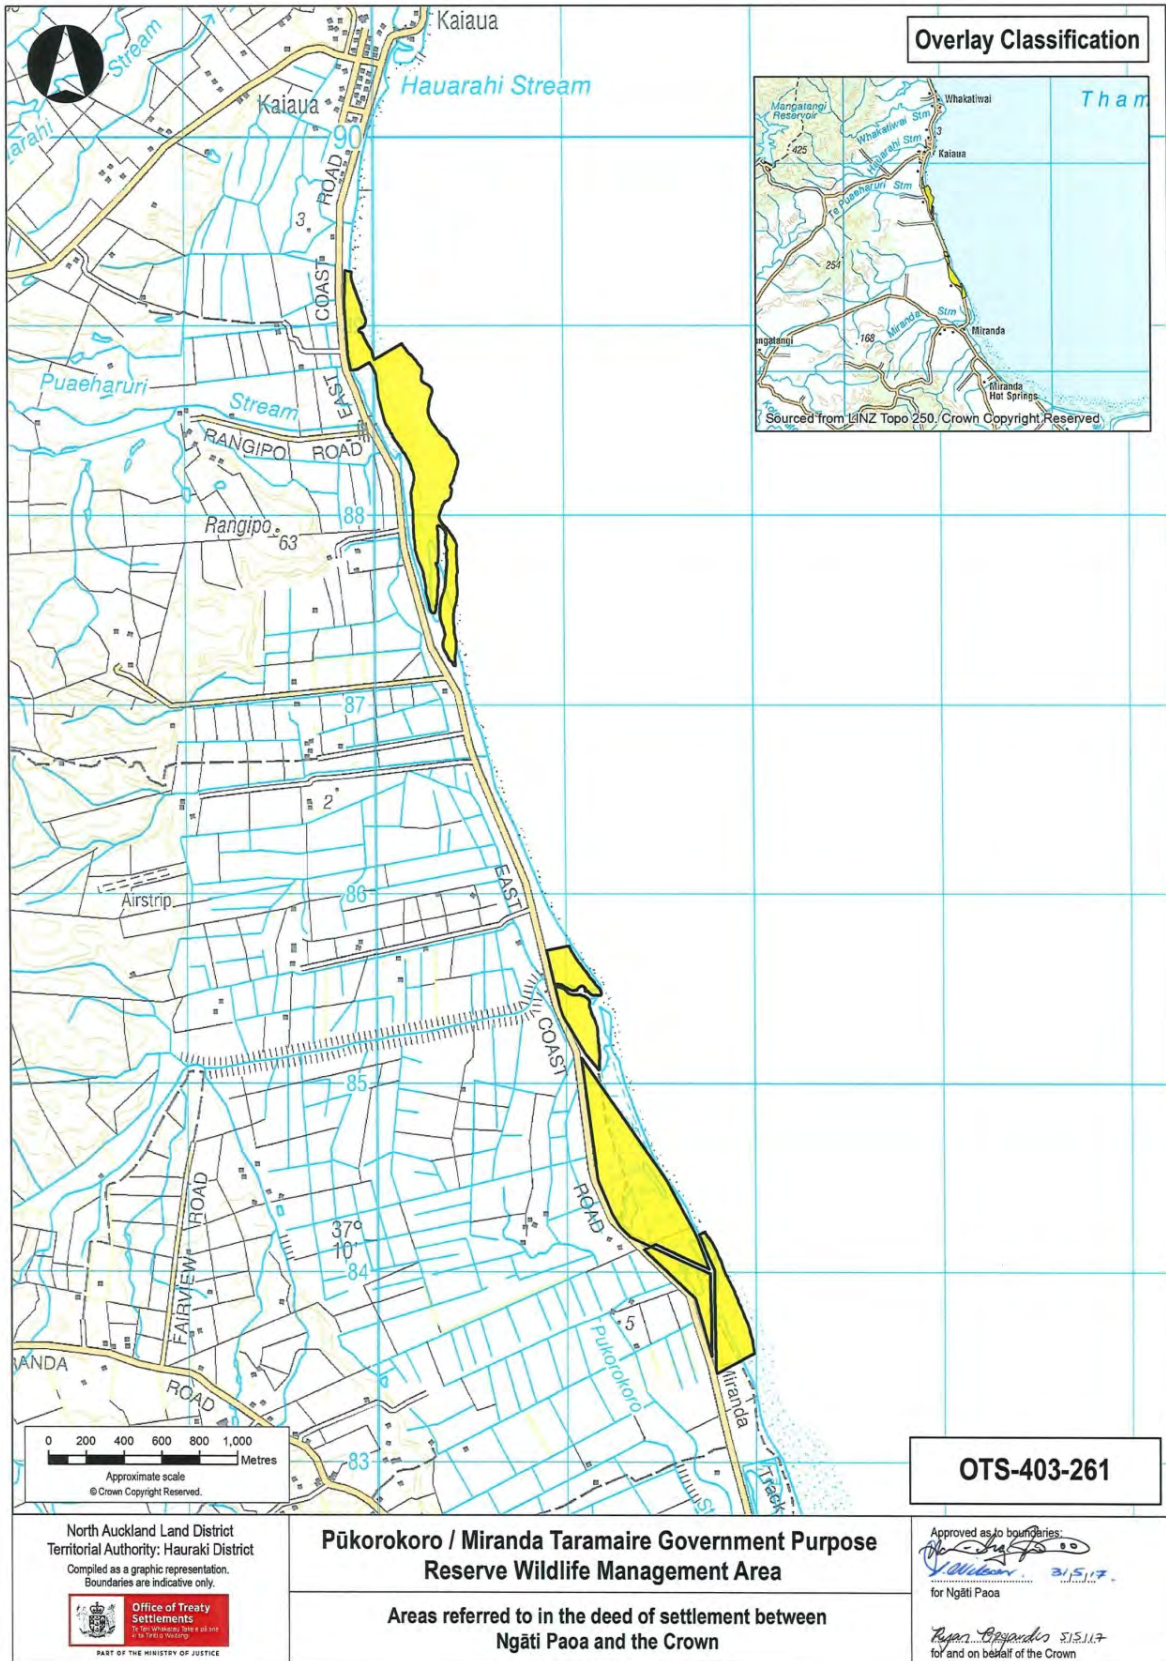 Kaiaua
Overlay Classification
Stream
Hauarahi Stream
Kaiaua
90
ROAD
3
COAST
EAST
Puaeharuri
Stream
RANGIPO ROAD
88
Rangipo
63
87
2
EAST
86
Airstrip
COAST
85
ROAD
FAIRVIEW ROAD
37°
10'
84
5
Pukorokoro
ROAD
Miranda
83
Track
Whakatiwai
Mangatangi
Reservoir
Whakatiwai Stm
Hauarahi Stm
3
Kaiaua
425
Te Puaeharuri Stm
254
Miranda Stm
168
Miranda
Miranda
Hot Springs
Sourced from LINZ Topo 250. Crown Copyright Reserved
0 200 400 600 800 1,000
Metres
Approximate scale
© Crown Copyright Reserved.
OTS-403-261
North Auckland Land District
Territorial Authority: Hauraki District
Compiled as a graphic representation.
Boundaries are indicative only.
Office of Treaty
Settlements
PART OF THE MINISTRY OF JUSTICE
Pūkorokoro / Miranda Taramaire Government Purpose
Reserve Wildlife Management Area
Areas referred to in the deed of settlement between
Ngāti Paoa and the Crown
Approved as to boundaries:
31/5/17.
for Ngāti Paoa
5/5/17
for and on behalf of the Crown